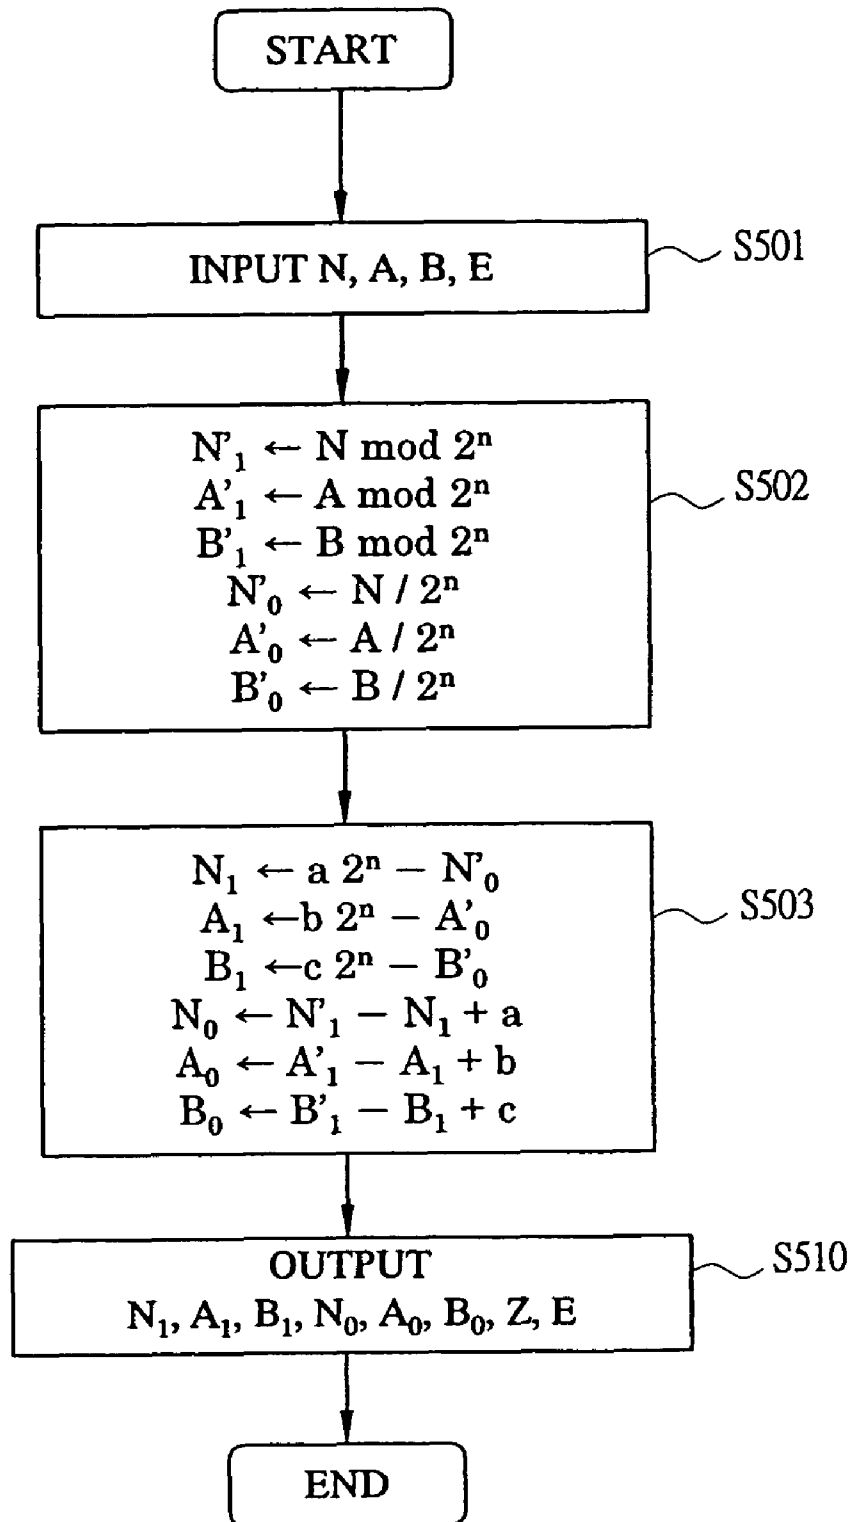 START
INPUT N, A, B, E
S501
N'₁ ← N mod 2ⁿ
A'₁ ← A mod 2ⁿ
B'₁ ← B mod 2ⁿ
N'₀ ← N / 2ⁿ
A'₀ ← A / 2ⁿ
B'₀ ← B / 2ⁿ
S502
N₁ ← a 2ⁿ − N'₀
A₁ ←b 2ⁿ − A'₀
B₁ ←c 2ⁿ − B'₀
N₀ ← N'₁ − N₁ + a
A₀ ← A'₁ − A₁ + b
B₀ ← B'₁ − B₁ + c
S503
OUTPUT
N₁, A₁, B₁, N₀, A₀, B₀, Z, E
S510
END